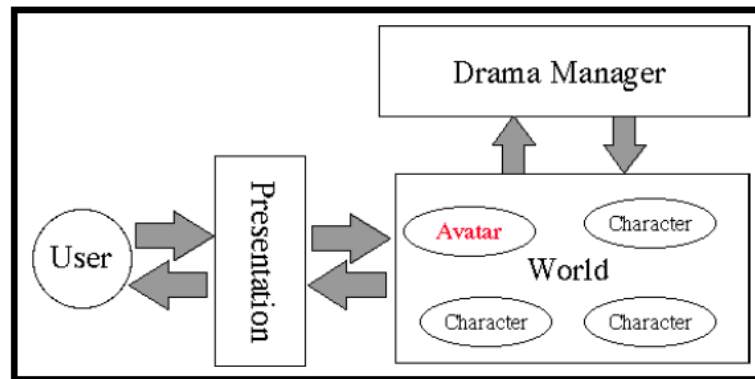 Drama Manager
User
Presentation
Avatar
Character
World
Character
Character